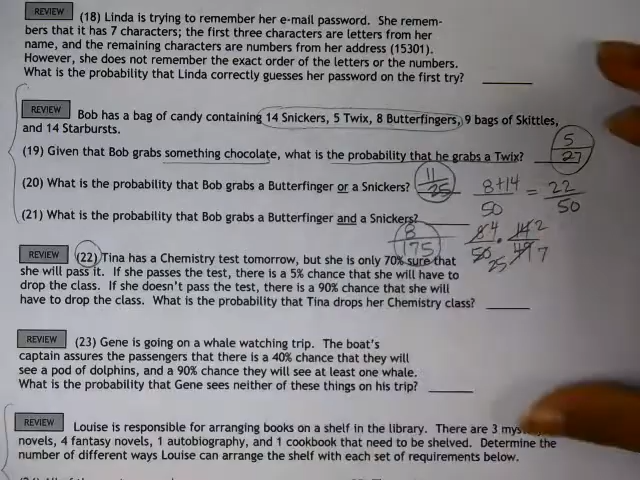 REVIEW (18) Linda is trying to remember her e-mail password. She remem-
bers that it has 7 characters; the first three characters are letters from her
name, and the remaining characters are numbers from her address (15301).
However, she does not remember the exact order of the letters or the numbers.
What is the probability that Linda correctly guesses her password on the first try?
REVIEW Bob has a bag of candy containing 14 Snickers, 5 Twix, 8 Butterfingers, 9 bags of Skittles,
and 14 Starbursts.
(19) Given that Bob grabs something chocolate, what is the probability that he grabs a Twix? 5/27
(20) What is the probability that Bob grabs a Butterfinger or a Snickers? 11/25 8+14/50 = 22/50
(21) What is the probability that Bob grabs a Butterfinger and a Snickers?
8/175 8 4/50 25 · 14 2/49 7
REVIEW (22) Tina has a Chemistry test tomorrow, but she is only 70% sure that
she will pass it. If she passes the test, there is a 5% chance that she will have to
drop the class. If she doesn't pass the test, there is a 90% chance that she will
have to drop the class. What is the probability that Tina drops her Chemistry class?
REVIEW (23) Gene is going on a whale watching trip. The boat's
captain assures the passengers that there is a 40% chance that they will
see a pod of dolphins, and a 90% chance they will see at least one whale.
What is the probability that Gene sees neither of these things on his trip?
REVIEW Louise is responsible for arranging books on a shelf in the library. There are 3
novels, 4 fantasy novels, 1 autobiography, and 1 cookbook that need to be shelved. Determine the
number of different ways Louise can arrange the shelf with each set of requirements below.